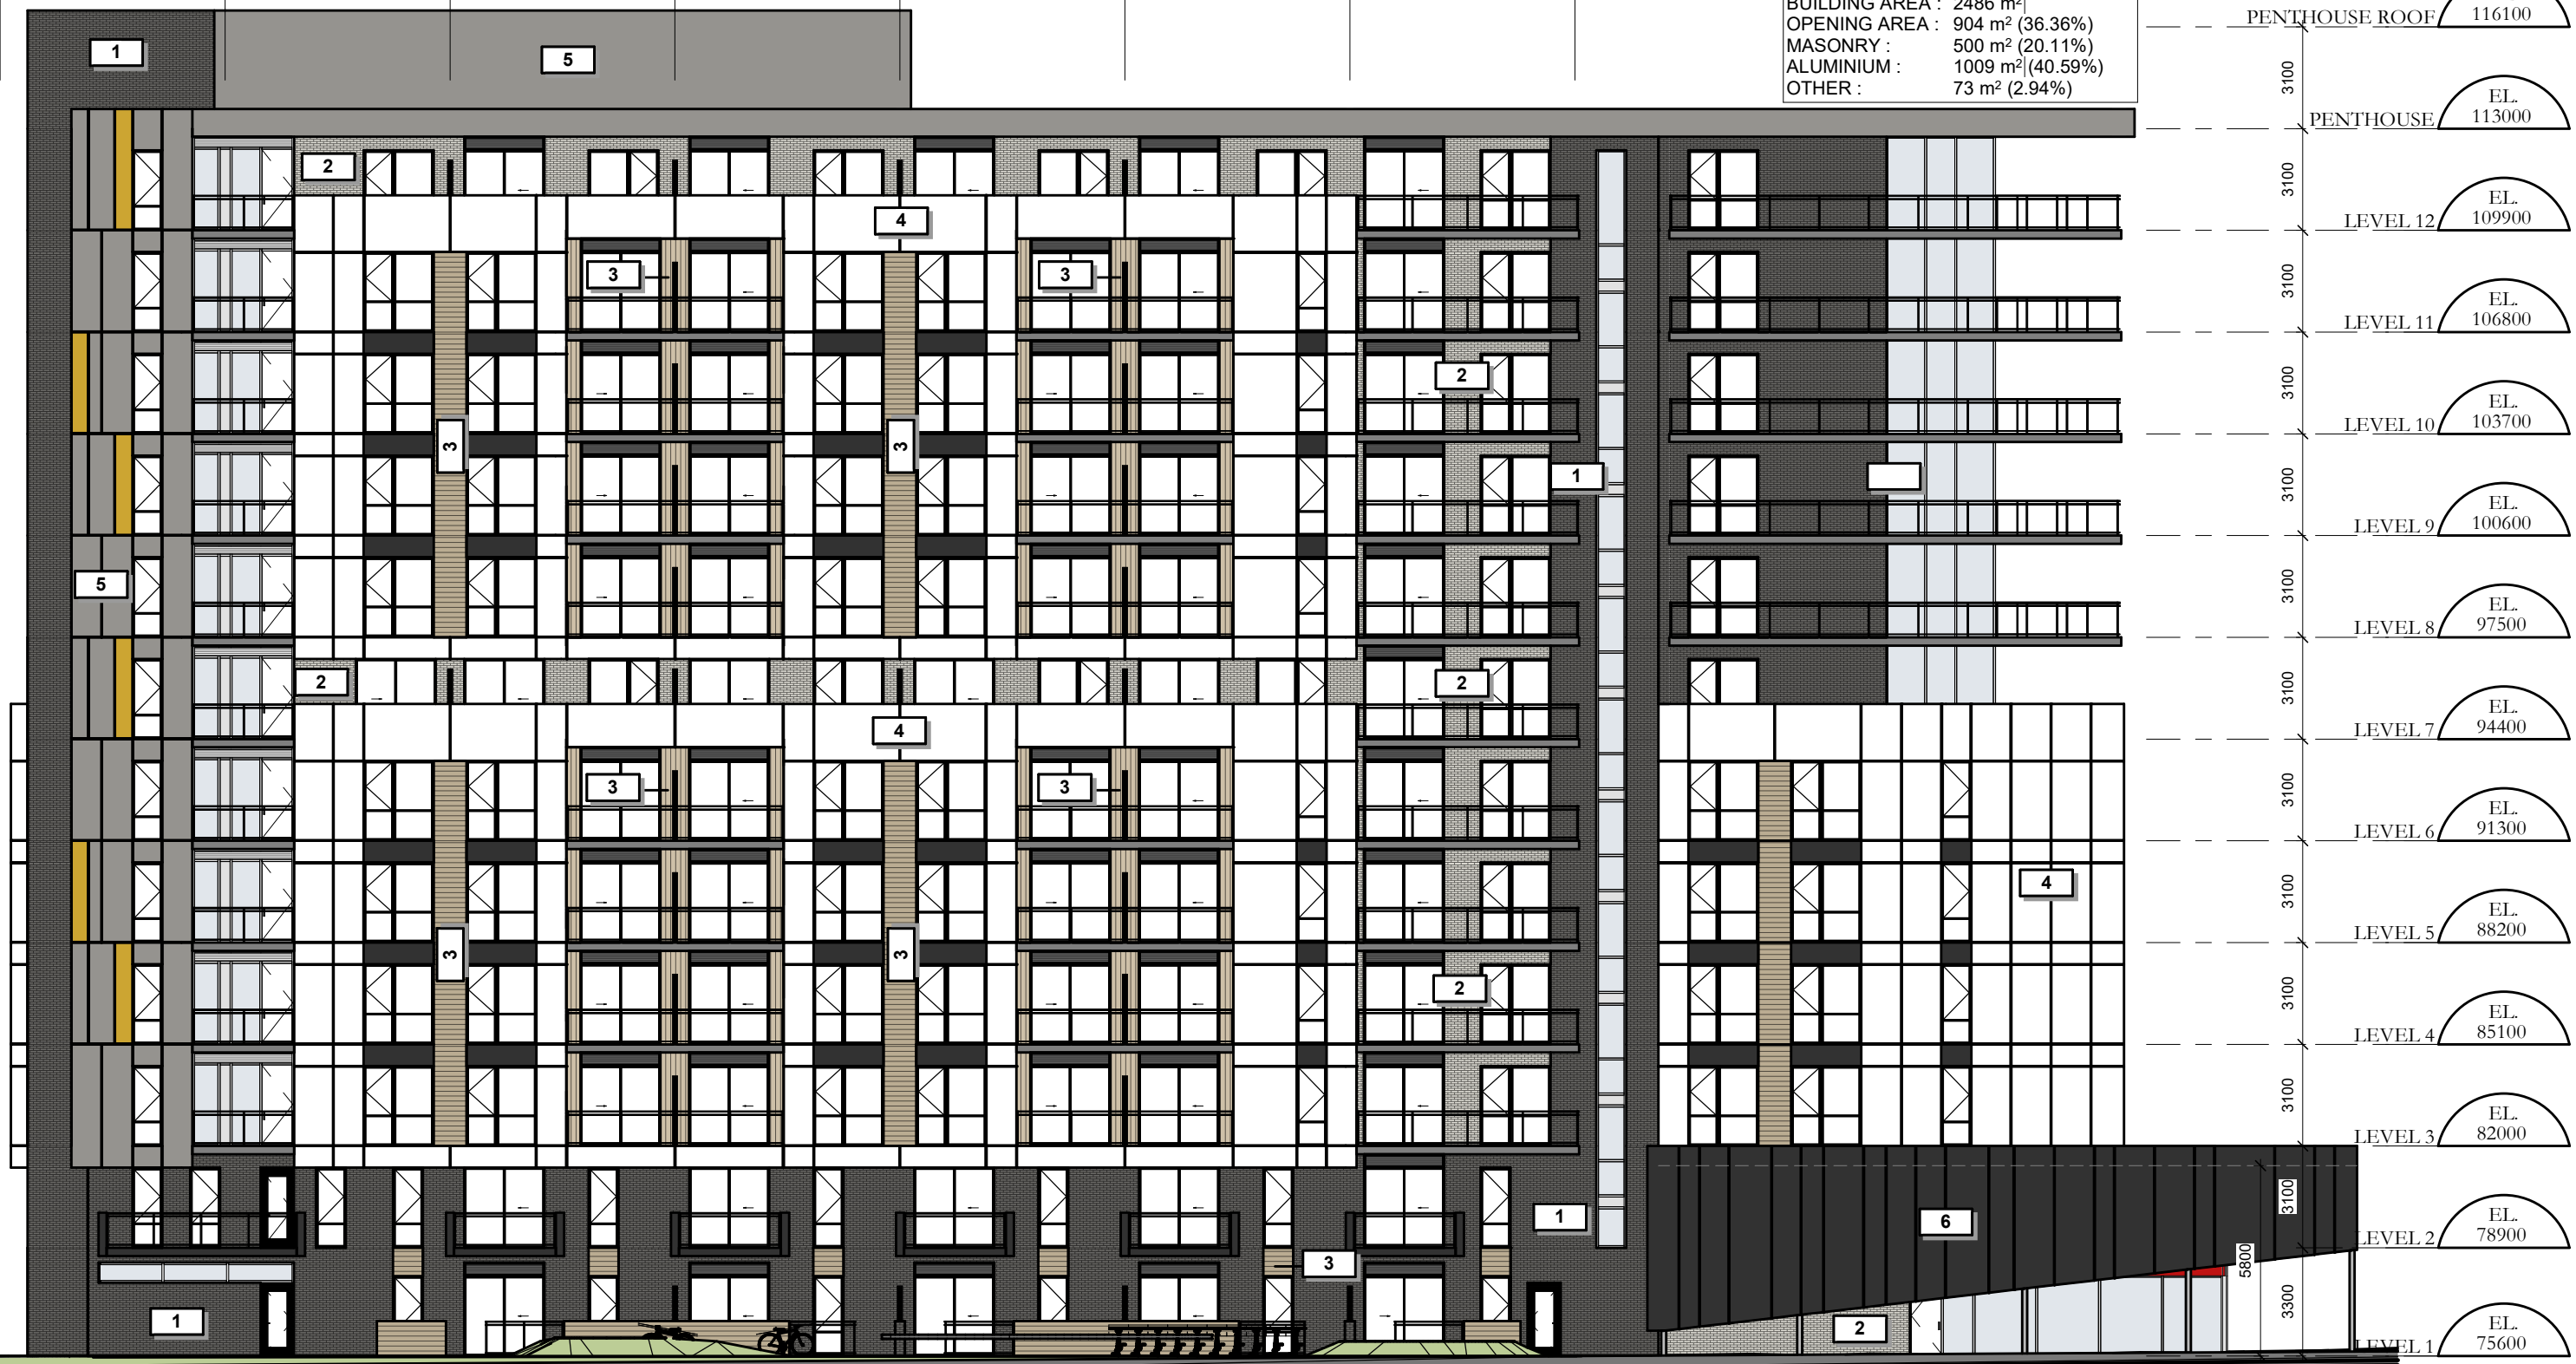 BUILDING AREA : 2486 m²
OPENING AREA : 904 m² (36.36%)
MASONRY : 500 m² (20.11%)
ALUMINIUM : 1009 m² (40.59%)
OTHER : 73 m² (2.94%)
PENTHOUSE ROOF
116100
1
5
3100
EL.
113000
PENTHOUSE
2
3100
EL.
109900
LEVEL 12
4
3
3
3100
EL.
106800
LEVEL 11
2
3100
EL.
103700
LEVEL 10
3
3
1
3100
EL.
100600
LEVEL 9
5
3100
EL.
97500
LEVEL 8
2
2
3100
EL.
94400
LEVEL 7
4
3
3
3100
EL.
91300
LEVEL 6
4
3100
EL.
88200
LEVEL 5
3
3
2
3100
EL.
85100
LEVEL 4
3100
EL.
82000
LEVEL 3
3100
1
6
EL.
78900
LEVEL 2
3
5800
3300
1
2
EL.
75600
LEVEL 1